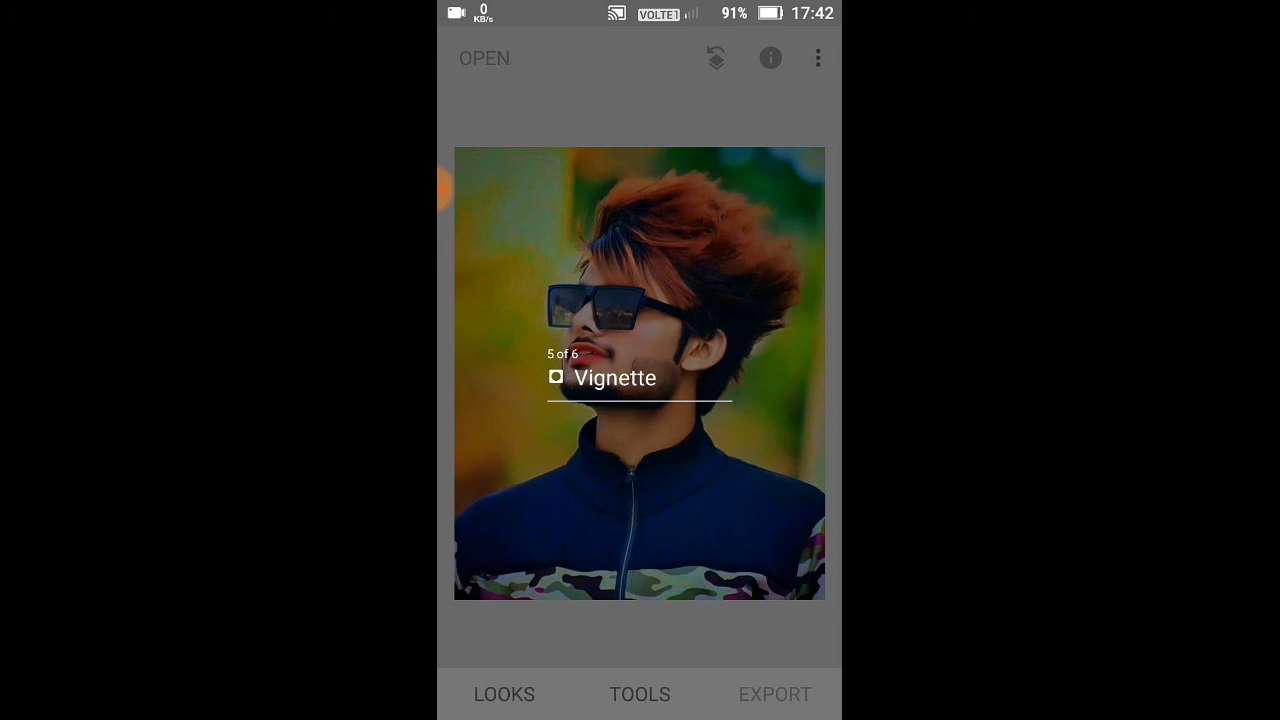 0
KB/s
VOLTE1
91%
17:42
OPEN
5 of 6
Vignette
LOOKS
TOOLS
EXPORT